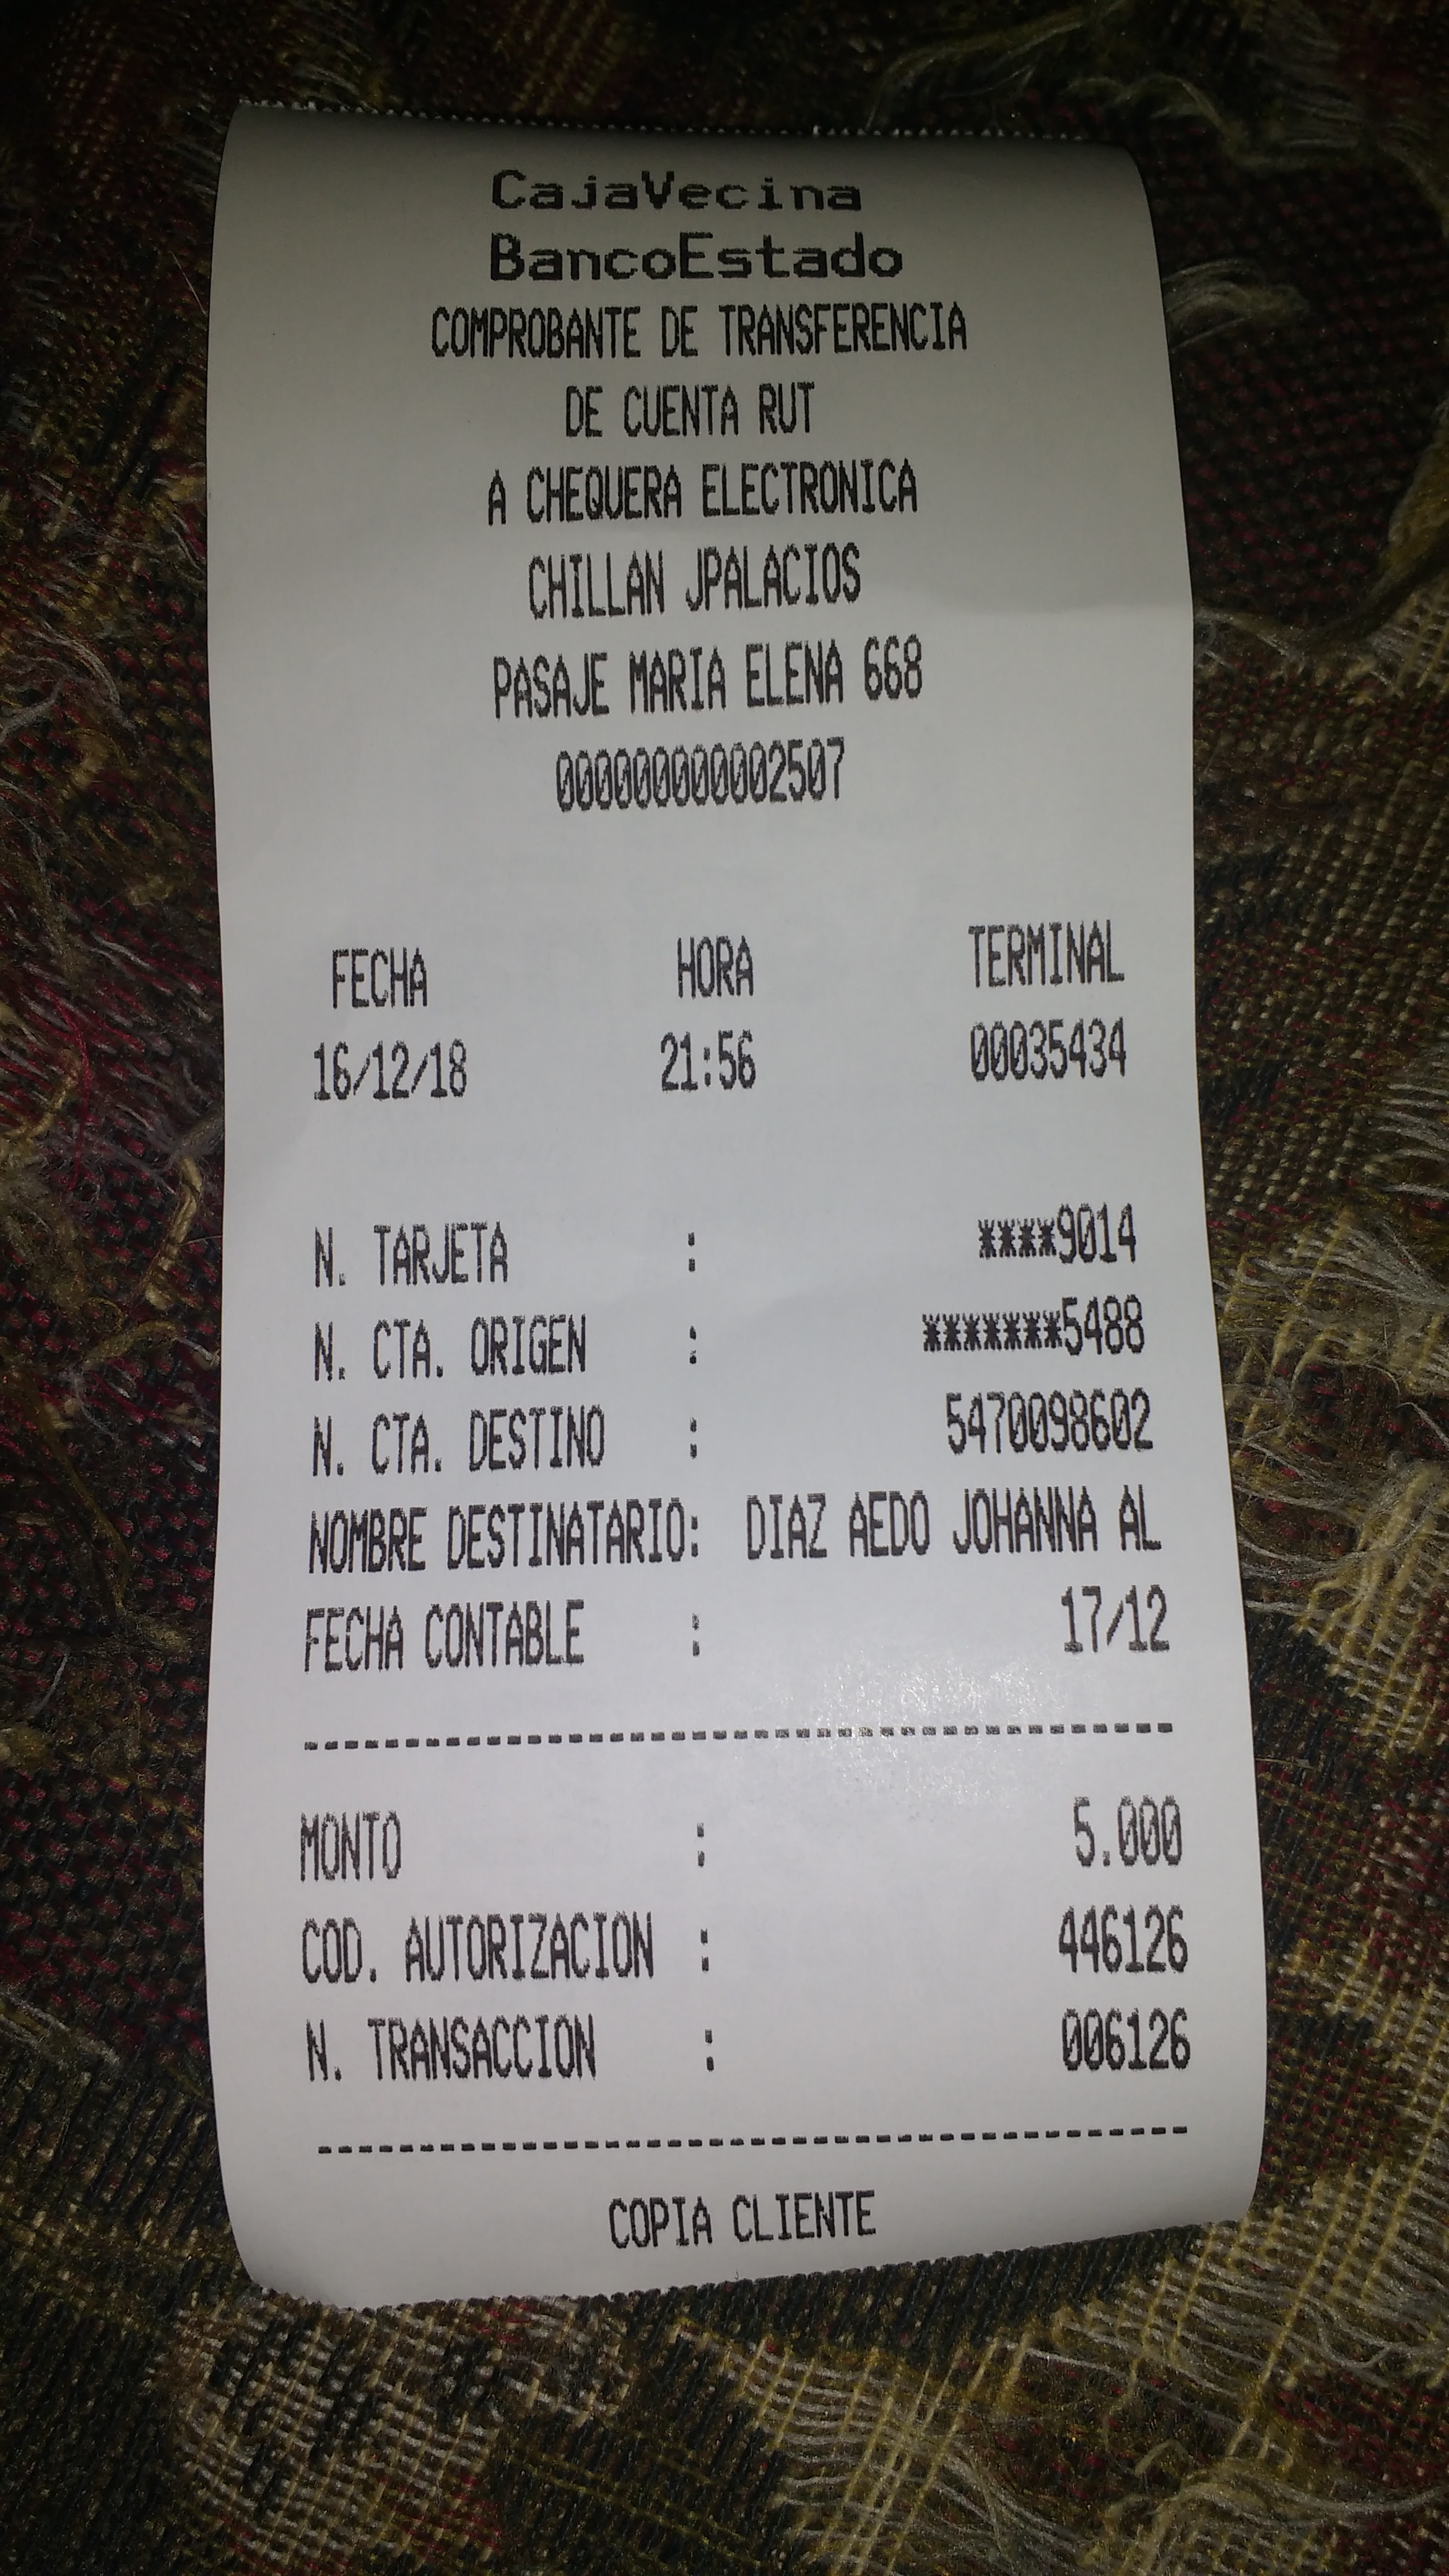 CajaVecina
BancoEstado
COMPROBANTE DE TRANSFERENCIA
DE CUENTA RUT
A CHEQUERA ELECTRONICA
CHILLAN JPALACIOS
PASAJE MARIA ELENA 668
000000000002507
FECHA HORA TERMINAL
16/12/18 21:56 00035434
N. TARJETA : ****9014
N. CTA. ORIGEN : *******5488
N. CTA. DESTINO : 5470098602
NOMBRE DESTINATARIO: DIAZ AEDO JOHANNA AL
FECHA CONTABLE : 17/12
-------------------------------------------
MONTO : 5.000
COD. AUTORIZACION : 446126
N. TRANSACCION : 006126
-------------------------------------------
COPIA CLIENTE